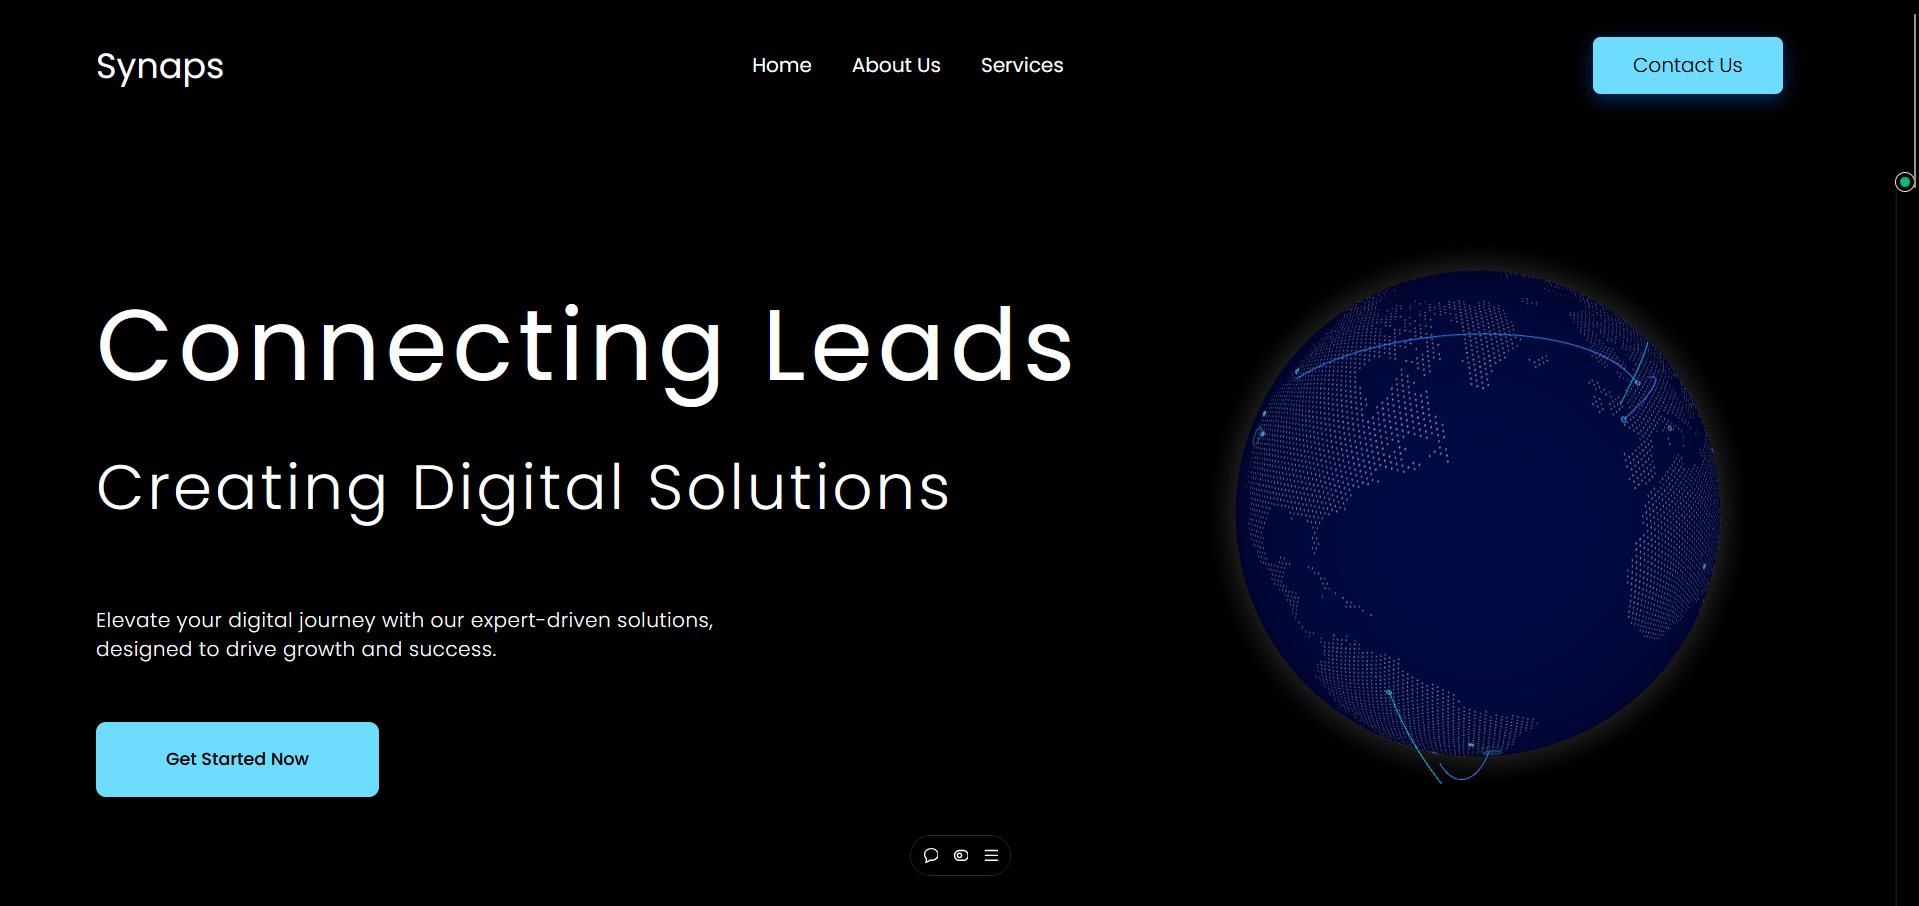 Synaps
Home
About Us
Services
Contact Us
Connecting Leads
Creating Digital Solutions
Elevate your digital journey with our expert-driven solutions,
designed to drive growth and success.
Get Started Now